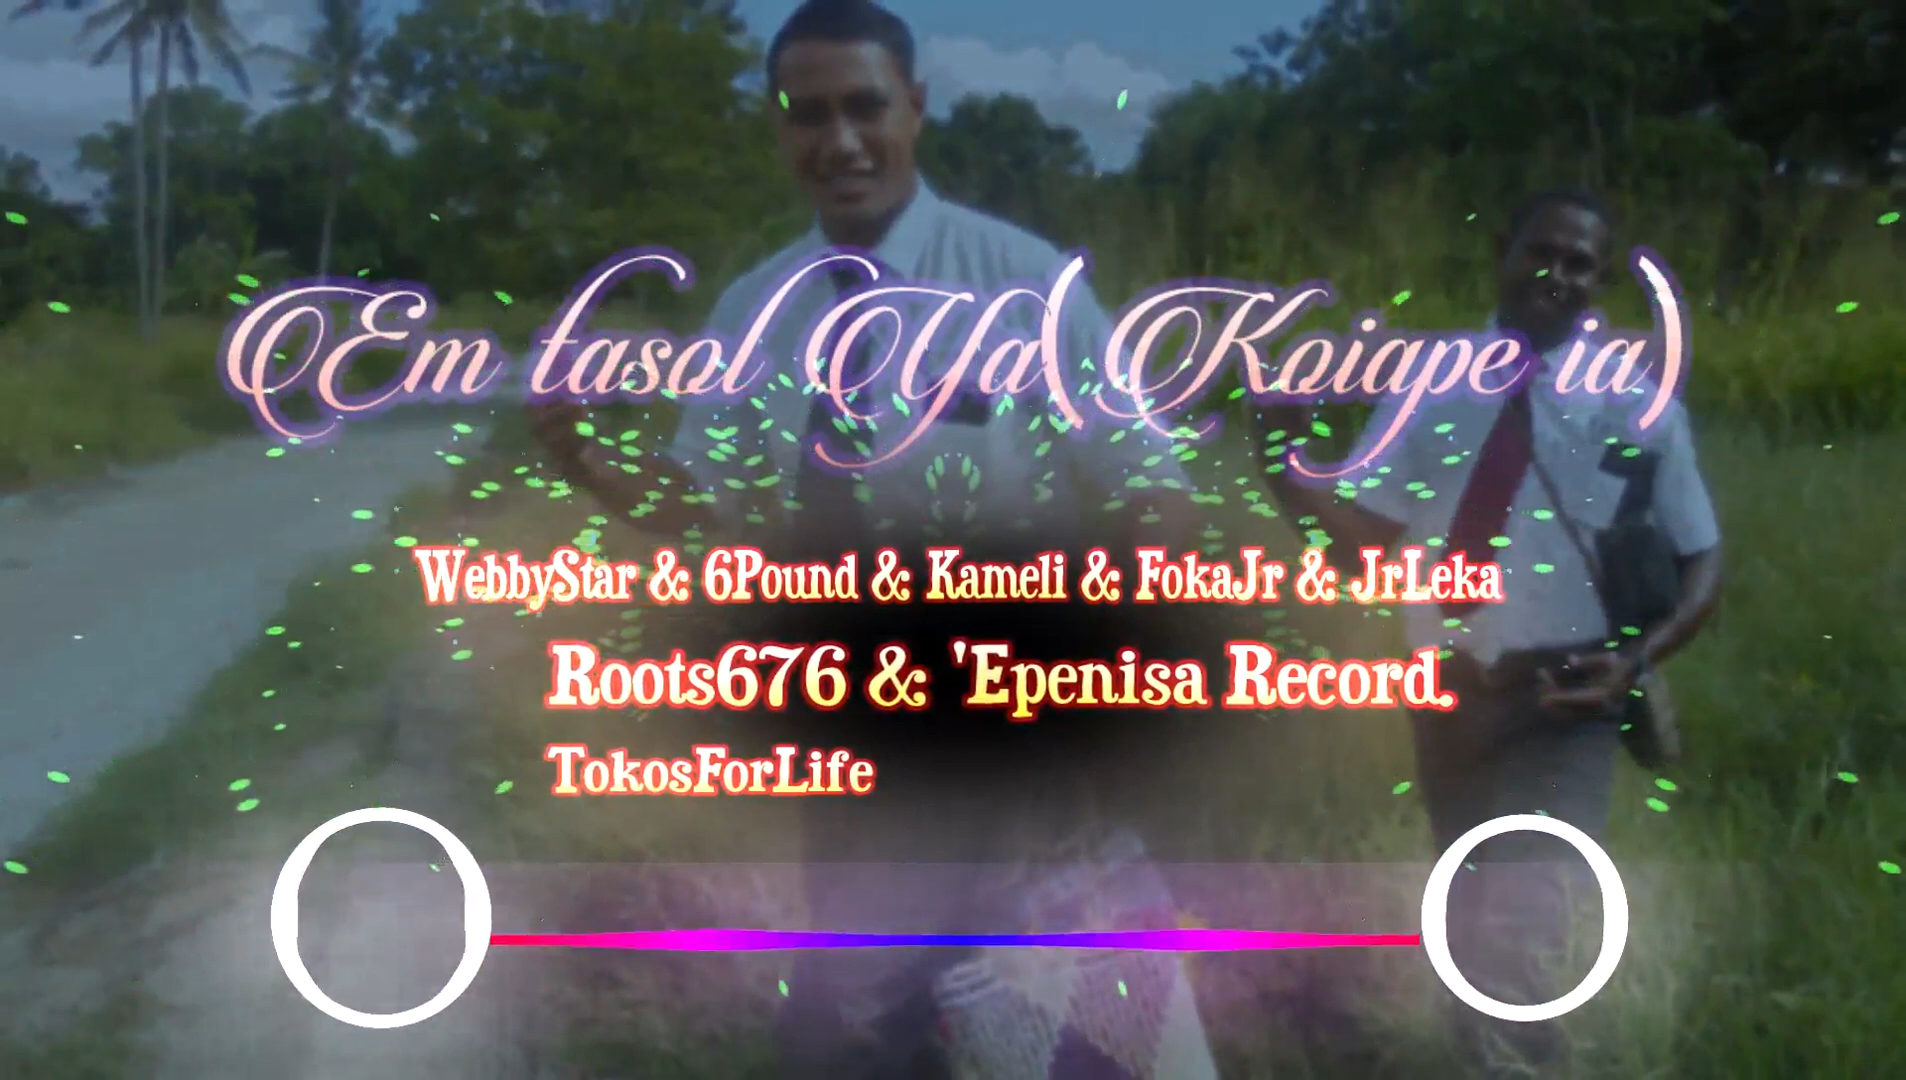 Em tasol Ya(Koiape ia)
WebbyStar & 6Pound & Kameli & FokaJr & JrLeka
Roots676 & 'Epenisa Record.
TokosForLife